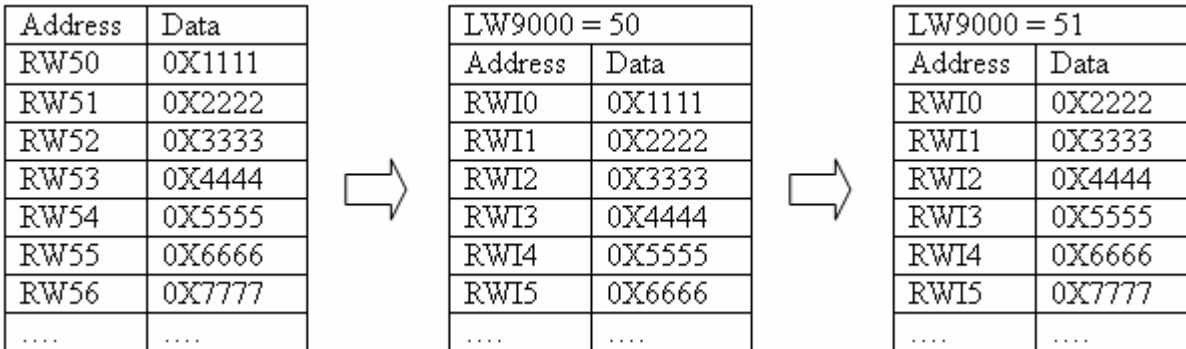 Address Data
RW50 0X1111
RW51 0X2222
RW52 0X3333
RW53 0X4444
RW54 0X5555
RW55 0X6666
RW56 0X7777
.... ....
LW9000 = 50
Address Data
RWI0 0X1111
RWI1 0X2222
RWI2 0X3333
RWI3 0X4444
RWI4 0X5555
RWI5 0X6666
.... ....
LW9000 = 51
Address Data
RWI0 0X2222
RWI1 0X3333
RWI2 0X4444
RWI3 0X5555
RWI4 0X6666
RWI5 0X7777
.... ....